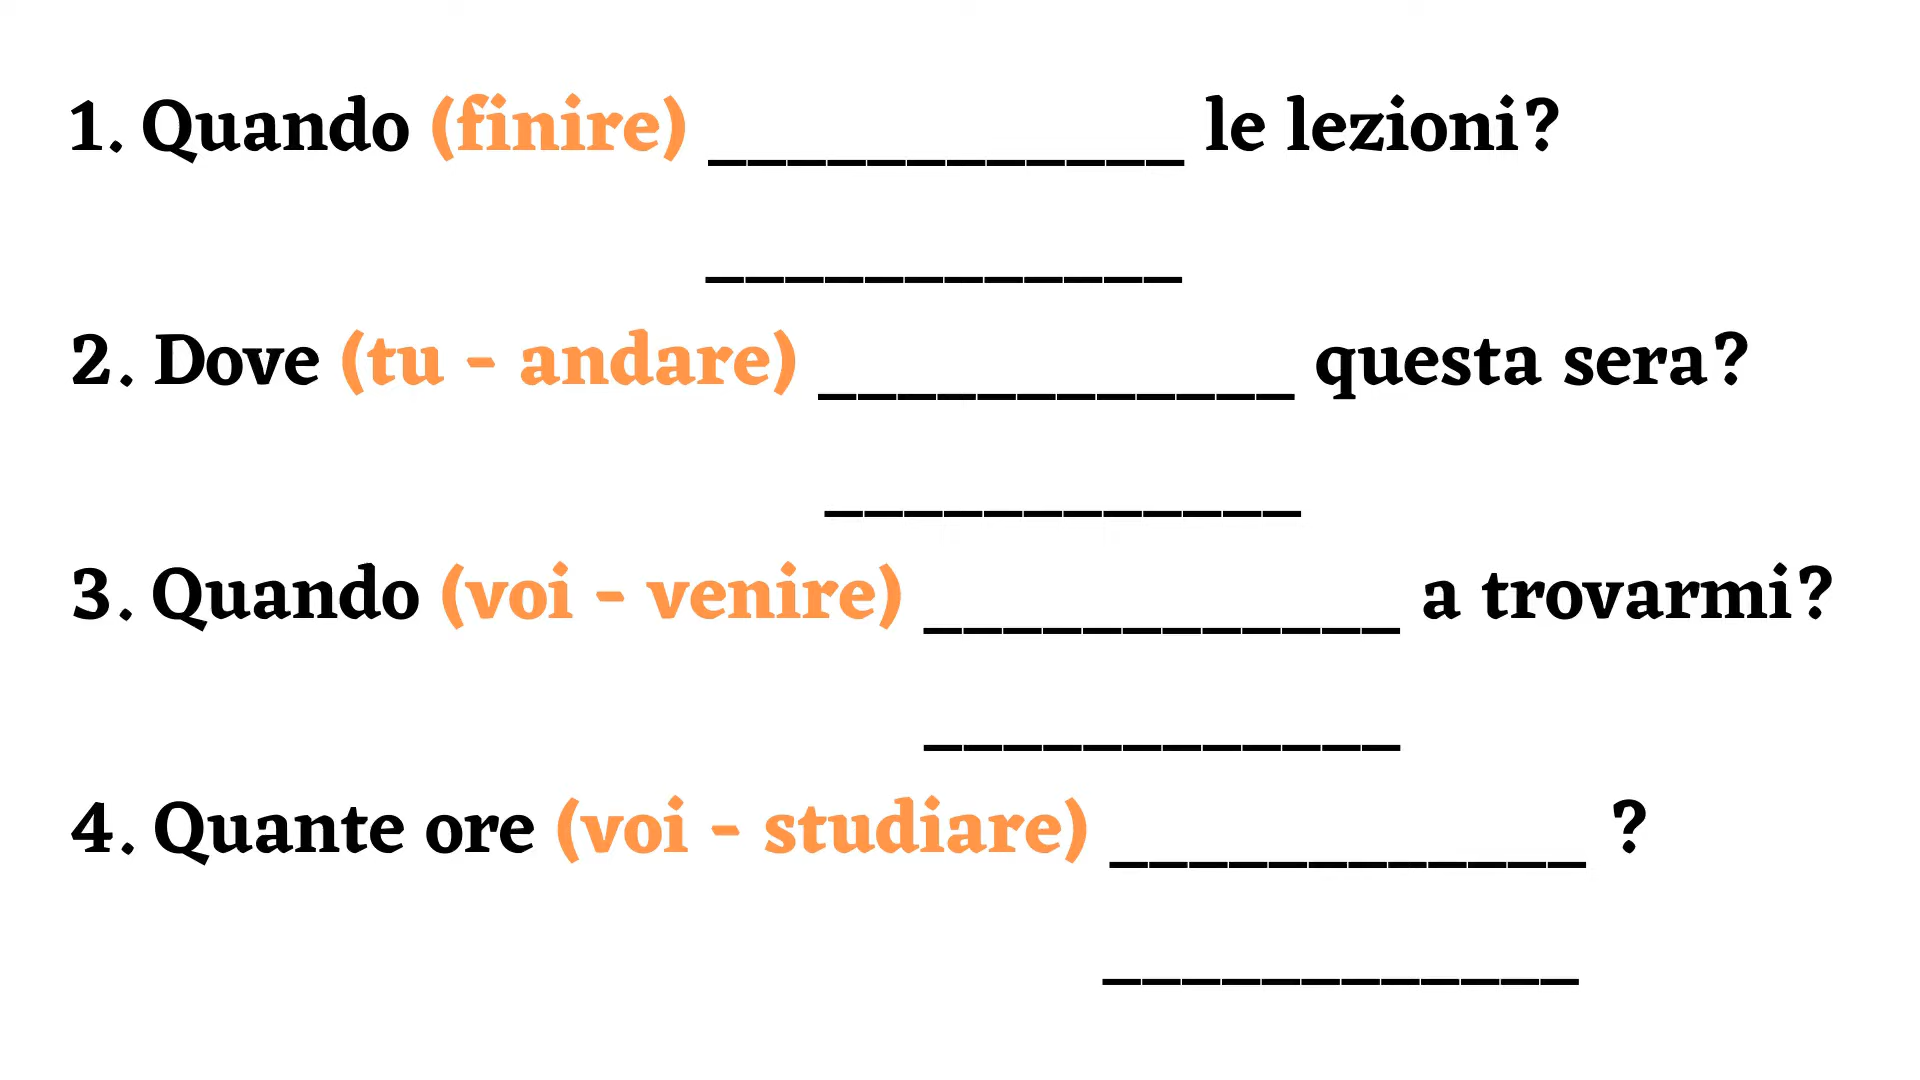 1. Quando (finire) ____________ le lezioni?
____________
2. Dove (tu - andare) ____________ questa sera?
____________
3. Quando (voi - venire) ____________ a trovarmi?
____________
4. Quante ore (voi - studiare) ____________ ?
____________